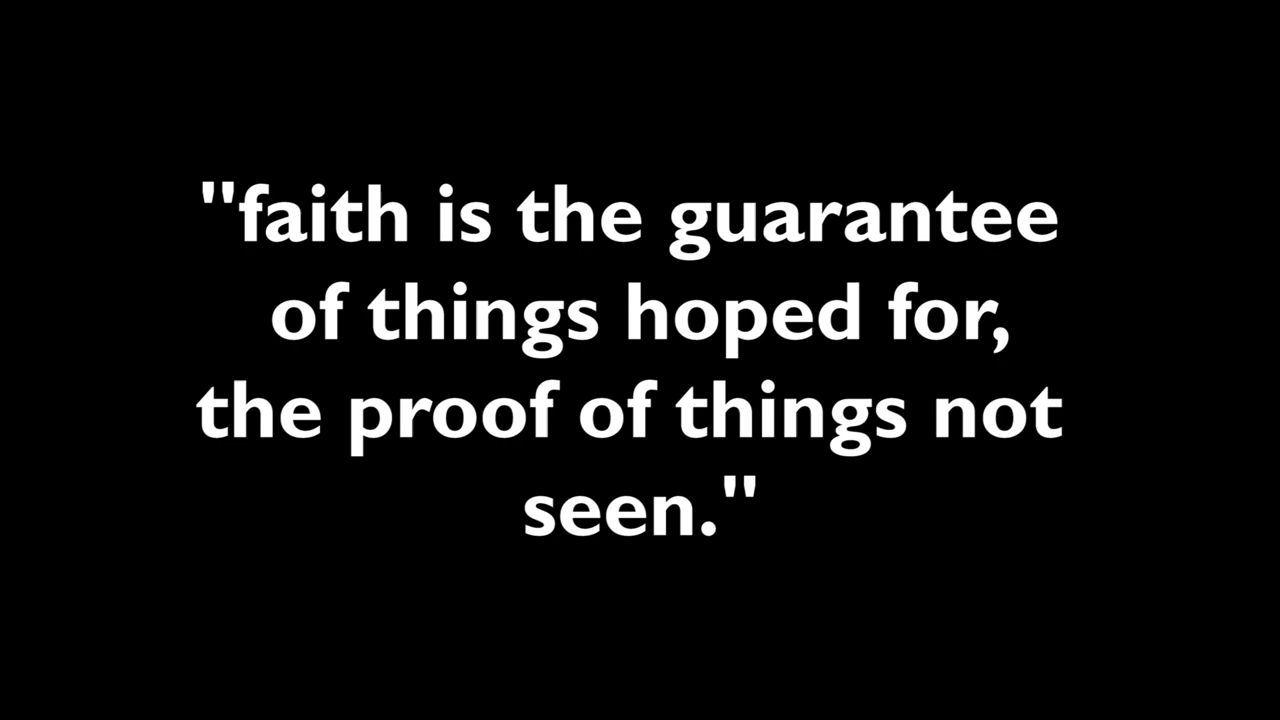 "faith is the guarantee
of things hoped for,
the proof of things not
seen."